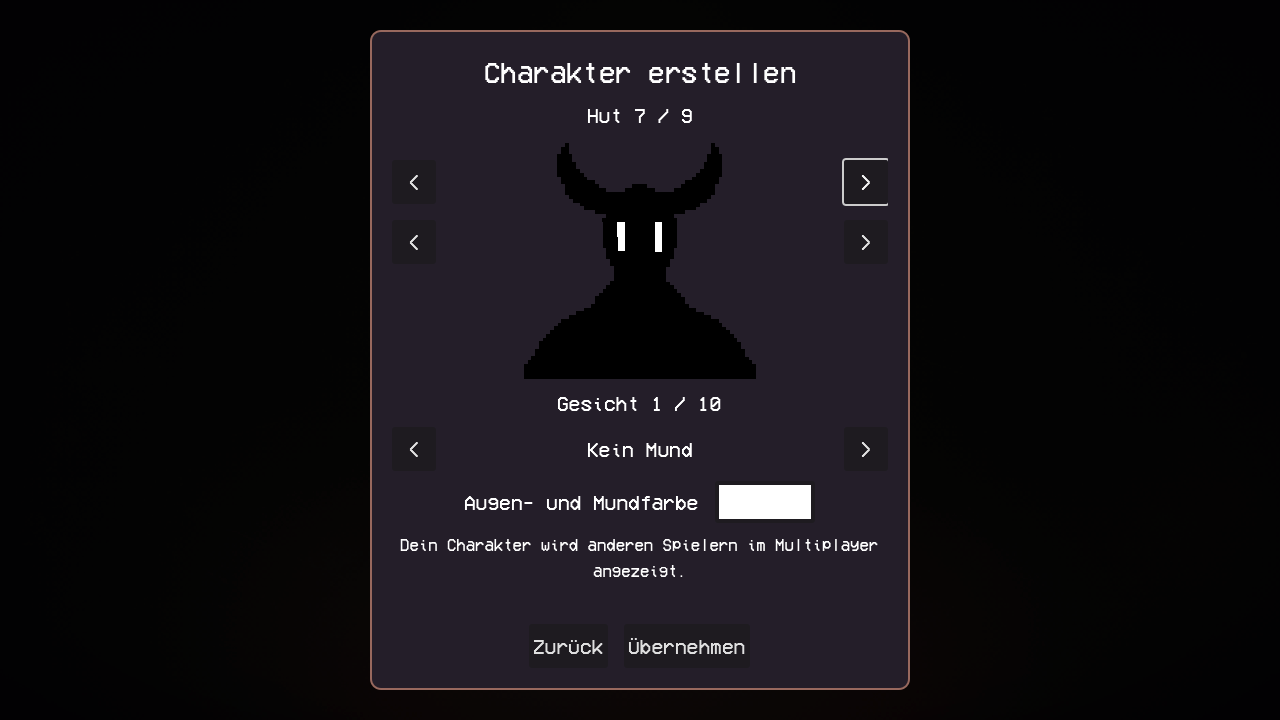 Charakter erstellen
Hut 7 / 9
Gesicht 1 / 10
Kein Mund
Augen- und Mundfarbe
Dein Charakter wird anderen Spielern im Multiplayer
angezeigt.
Zurück Übernehmen